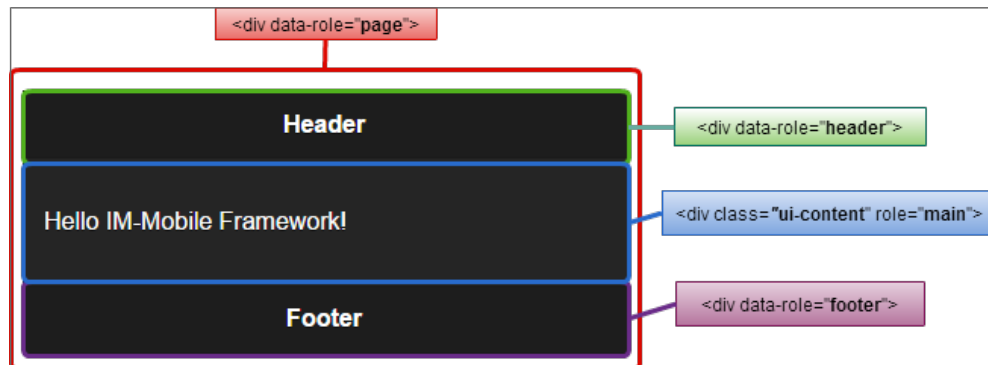 <div data-role="page">
Header
<div data-role="header">
Hello IM-Mobile Framework!
<div class="ui-content" role="main">
Footer
<div data-role="footer">